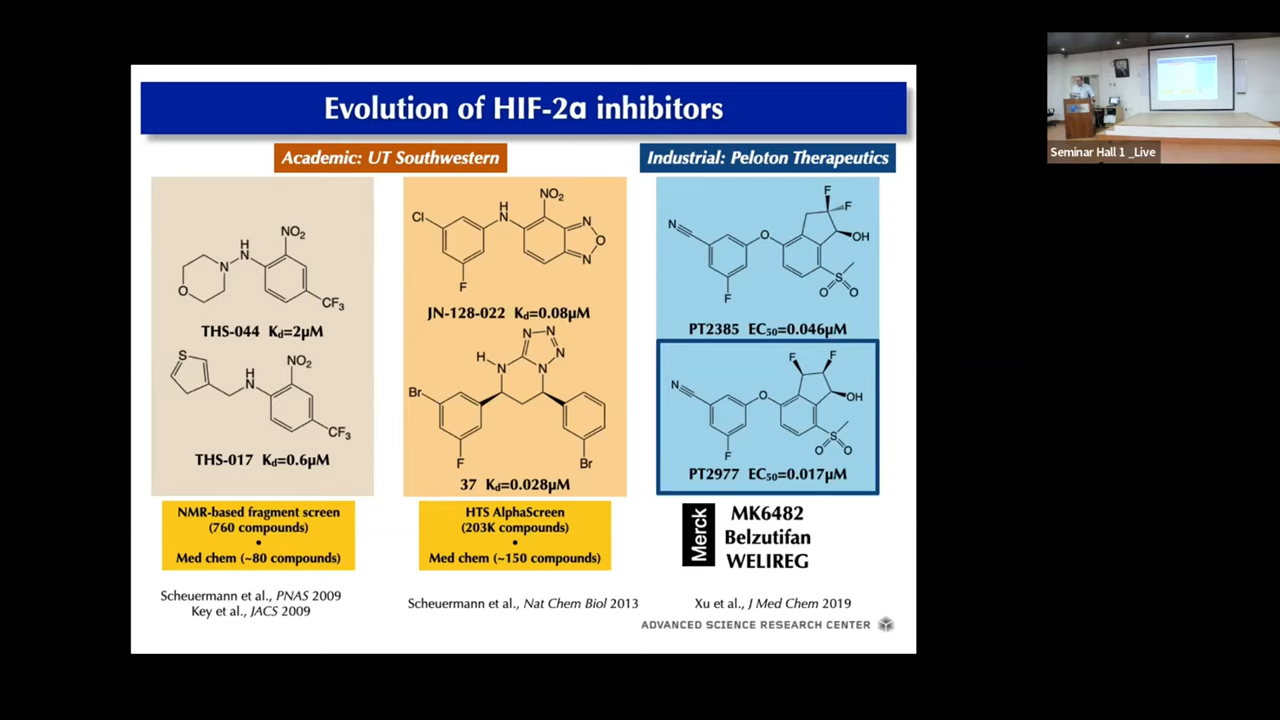 Evolution of HIF-2α inhibitors
Academic: UT Southwestern
Industrial: Peloton Therapeutics
NO₂
H
N
NH
O
CF₃
THS-044 Kd=2µM
S
NO₂
H
N
CF₃
THS-017 Kd=0.6µM
NMR-based fragment screen
(760 compounds)
•
Med chem (~80 compounds)
Scheuermann et al., PNAS 2009
Key et al., JACS 2009
Cl
H
N
NO₂
N
O
N
F
JN-128-022 Kd=0.08µM
N
N
N
H
N
N
Br
F
Br
37 Kd=0.028µM
HTS AlphaScreen
(203K compounds)
•
Med chem (~150 compounds)
Scheuermann et al., Nat Chem Biol 2013
F
F
N
O
OH
F
S
O O
PT2385 EC50=0.046µM
F F
N
O
OH
F
S
O O
PT2977 EC50=0.017µM
Merck
MK6482
Belzutifan
WELIREG
Xu et al., J Med Chem 2019
ADVANCED SCIENCE RESEARCH CENTER
Seminar Hall 1 _Live